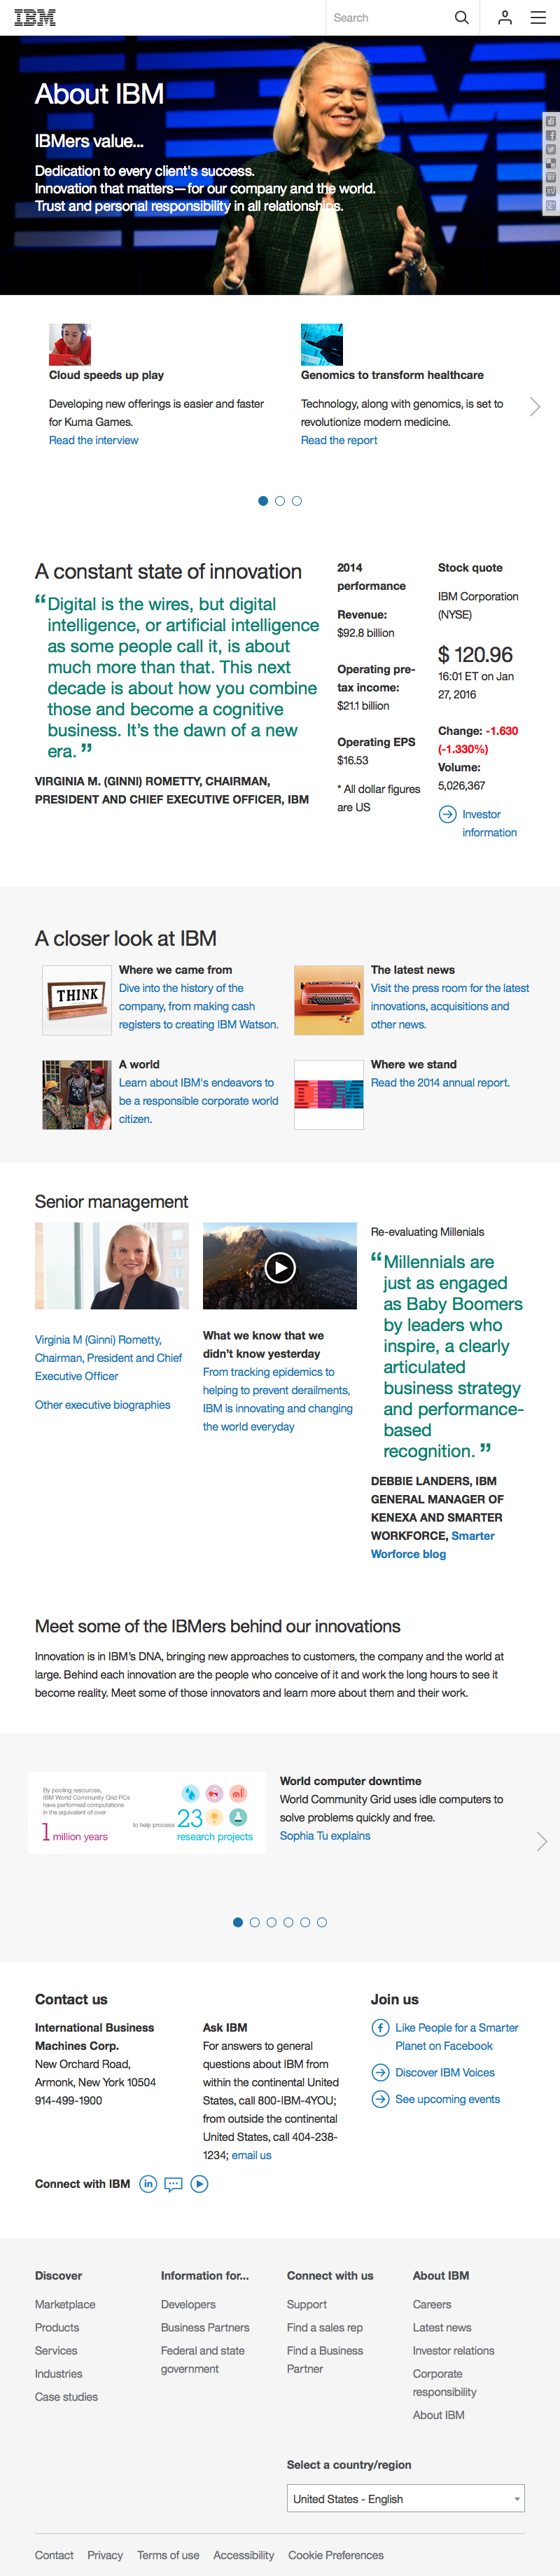 IBM
Search
About IBM
IBMers value...
Dedication to every client's success.
Innovation that matters—for our company and the world.
Trust and personal responsibility in all relationships.
Cloud speeds up play
Developing new offerings is easier and faster
for Kuma Games.
Read the interview
Genomics to transform healthcare
Technology, along with genomics, is set to
revolutionize modern medicine.
Read the report
A constant state of innovation
“Digital is the wires, but digital
intelligence, or artificial intelligence
as some people call it, is about
much more than that. This next
decade is about how you combine
those and become a cognitive
business. It’s the dawn of a new
era. ”
VIRGINIA M. (GINNI) ROMETTY, CHAIRMAN,
PRESIDENT AND CHIEF EXECUTIVE OFFICER, IBM
2014
performance
Revenue:
$92.8 billion
Operating pre-
tax income:
$21.1 billion
Operating EPS
$16.53
* All dollar figures
are US
Stock quote
IBM Corporation
(NYSE)
$ 120.96
16:01 ET on Jan
27, 2016
Change: -1.630
(-1.330%)
Volume:
5,026,367
Investor
information
A closer look at IBM
THINK
Where we came from
Dive into the history of the
company, from making cash
registers to creating IBM Watson.
The latest news
Visit the press room for the latest
innovations, acquisitions and
other news.
A world
Learn about IBM's endeavors to
be a responsible corporate world
citizen.
Where we stand
Read the 2014 annual report.
Senior management
Virginia M (Ginni) Rometty,
Chairman, President and Chief
Executive Officer
Other executive biographies
What we know that we
didn’t know yesterday
From tracking epidemics to
helping to prevent derailments,
IBM is innovating and changing
the world everyday
Re-evaluating Millenials
“Millennials are
just as engaged
as Baby Boomers
by leaders who
inspire, a clearly
articulated
business strategy
and performance-
based
recognition. ”
DEBBIE LANDERS, IBM
GENERAL MANAGER OF
KENEXA AND SMARTER
WORKFORCE, Smarter
Worforce blog
Meet some of the IBMers behind our innovations
Innovation is in IBM’s DNA, bringing new approaches to customers, the company and the world at
large. Behind each innovation are the people who conceive of it and work the long hours to see it
become reality. Meet some of those innovators and learn more about them and their work.
By pooling resources,
IBM World Community Grid PCs
have performed computations
in the equivalent of over
1 million years
to help process 23
research projects
World computer downtime
World Community Grid uses idle computers to
solve problems quickly and free.
Sophia Tu explains
Contact us
International Business
Machines Corp.
New Orchard Road,
Armonk, New York 10504
914-499-1900
Ask IBM
For answers to general
questions about IBM from
within the continental United
States, call 800-IBM-4YOU;
from outside the continental
United States, call 404-238-
1234; email us
Join us
Like People for a Smarter
Planet on Facebook
Discover IBM Voices
See upcoming events
Connect with IBM
Discover
Marketplace
Products
Services
Industries
Case studies
Information for...
Developers
Business Partners
Federal and state
government
Connect with us
Support
Find a sales rep
Find a Business
Partner
About IBM
Careers
Latest news
Investor relations
Corporate
responsibility
About IBM
Select a country/region
United States - English
Contact
Privacy
Terms of use
Accessibility
Cookie Preferences